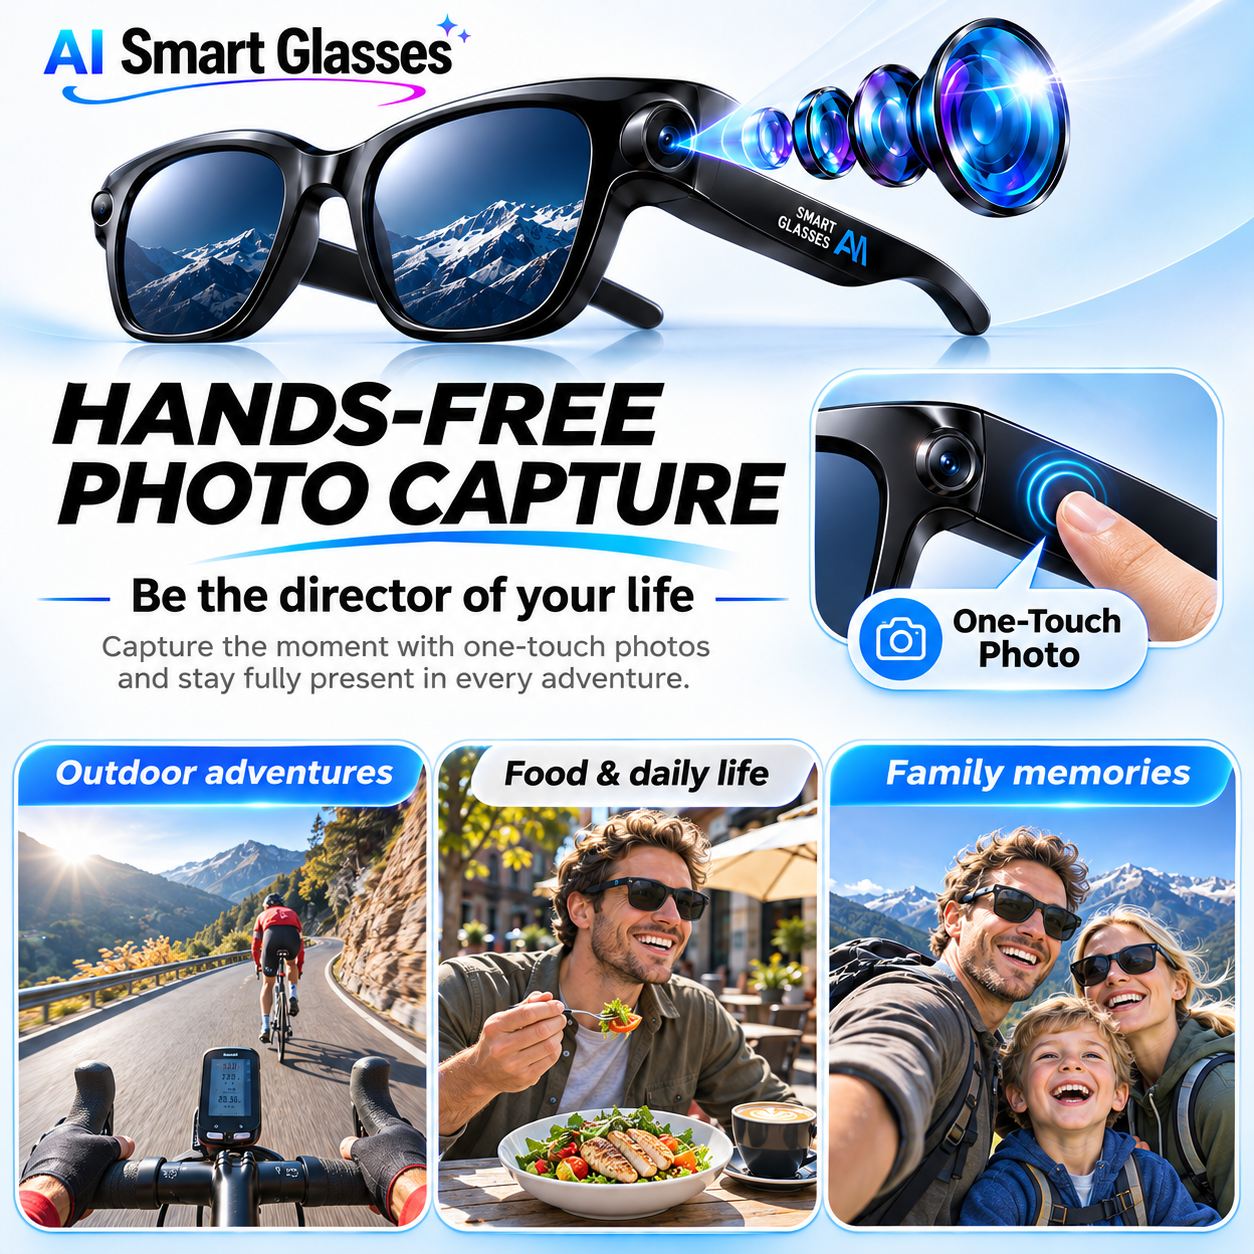 AI Smart Glasses
SMART
GLASSES AI
HANDS-FREE
PHOTO CAPTURE
Be the director of your life
Capture the moment with one-touch photos
and stay fully present in every adventure.
One-Touch
Photo
Outdoor adventures
Food & daily life
Family memories